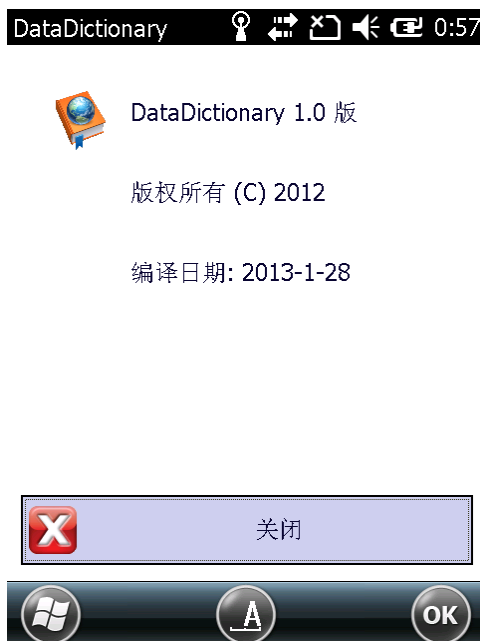 DataDictionary 0:57
DataDictionary 1.0 版
版权所有 (C) 2012
编译日期: 2013-1-28
关闭
A
OK